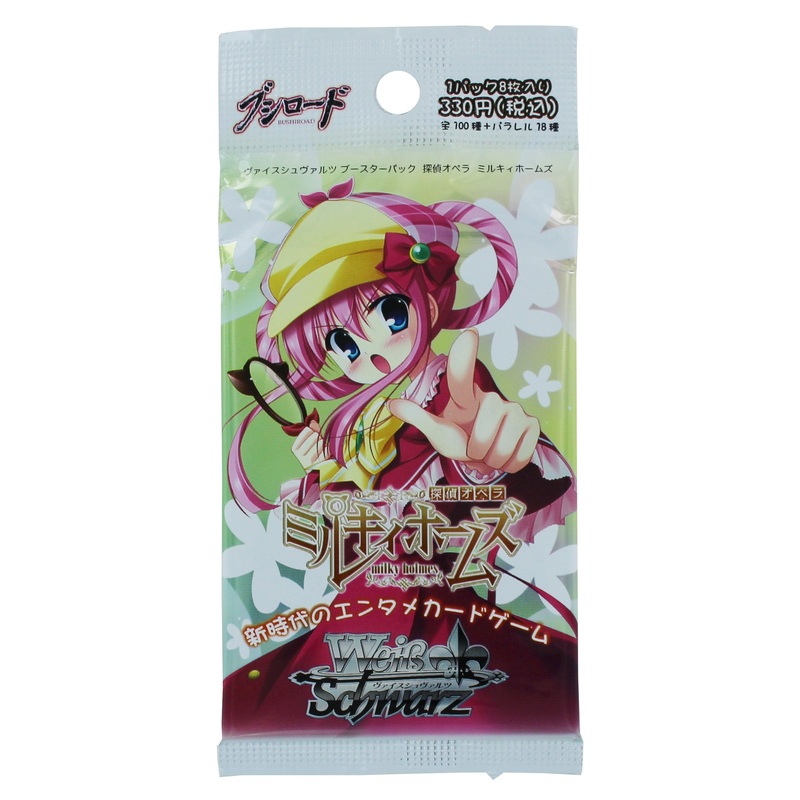 ブシロード
BUSHIROAD
1パック8枚入り
330円(税込)
全100種+パラレル18種
ヴァイスシュヴァルツ ブースターパック 探偵オペラ ミルキィホームズ
探偵オペラ
ミルキィホームズ
milky holmes
新時代のエンタメカードゲーム
Weiß
ヴァイスシュヴァルツ
Schwarz